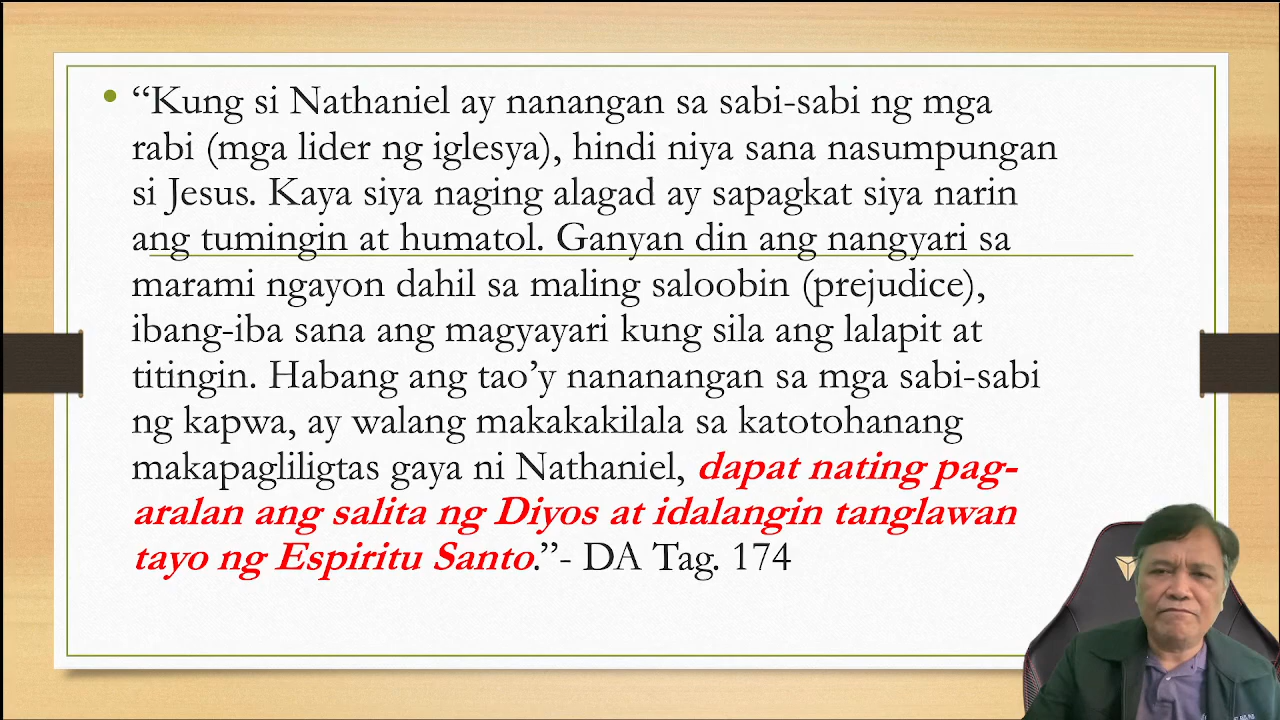 • “Kung si Nathaniel ay nanangan sa sabi-sabi ng mga
rabi (mga lider ng iglesya), hindi niya sana nasumpungan
si Jesus. Kaya siya naging alagad ay sapagkat siya narin
ang tumingin at humatol. Ganyan din ang nangyari sa
marami ngayon dahil sa maling saloobin (prejudice),
ibang-iba sana ang magyayari kung sila ang lalapit at
titingin. Habang ang tao’y nananangan sa mga sabi-sabi
ng kapwa, ay walang makakakilala sa katotohanang
makapagliligtas gaya ni Nathaniel, dapat nating pag-
aralan ang salita ng Diyos at idalangin tanglawan
tayo ng Espiritu Santo.”- DA Tag. 174